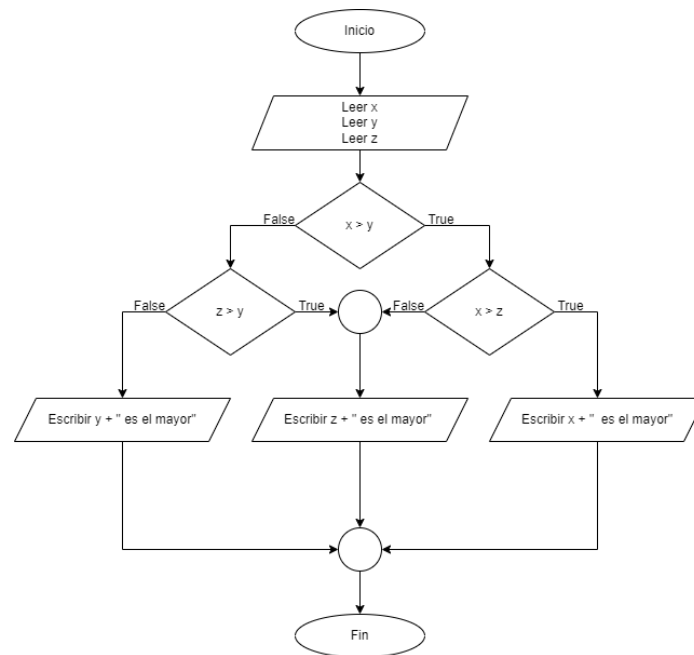 Inicio
Leer x
Leer y
Leer z
False
x > y
True
False
z > y
True
False
x > z
True
Escribir y + " es el mayor"
Escribir z + " es el mayor"
Escribir x + "  es el mayor"
Fin